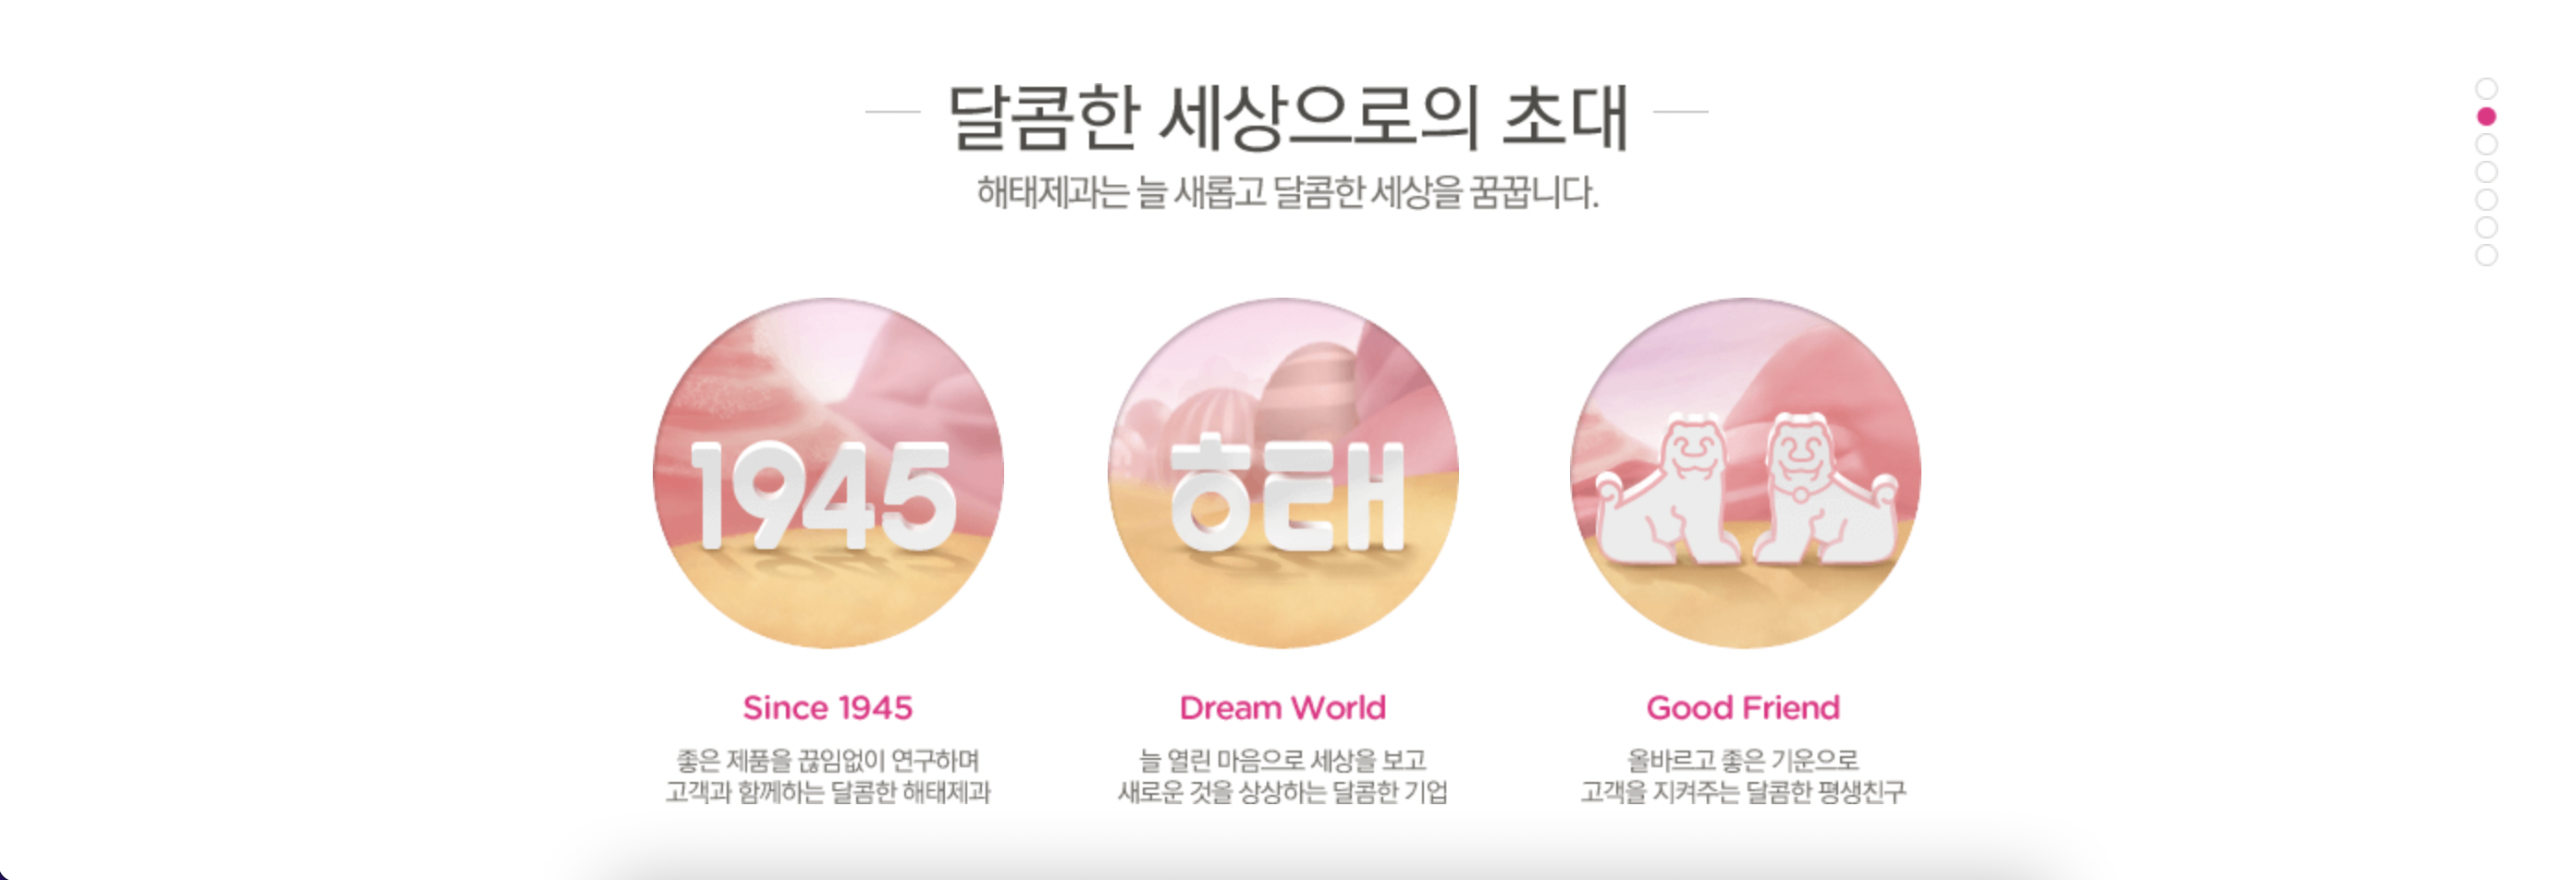 달콤한 세상으로의 초대
해태제과는 늘 새롭고 달콤한 세상을 꿈꿉니다.
1945
해태
Since 1945
좋은 제품을 끊임없이 연구하며
고객과 함께하는 달콤한 해태제과
Dream World
늘 열린 마음으로 세상을 보고
새로운 것을 상상하는 달콤한 기업
Good Friend
올바르고 좋은 기운으로
고객을 지켜주는 달콤한 평생친구